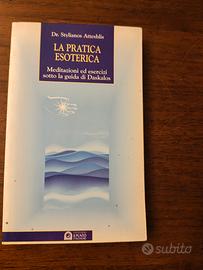 Dr. Stylianos Atteshlis
LA PRATICA
ESOTERICA
Meditazioni ed esercizi
sotto la guida di Daskalos
subito